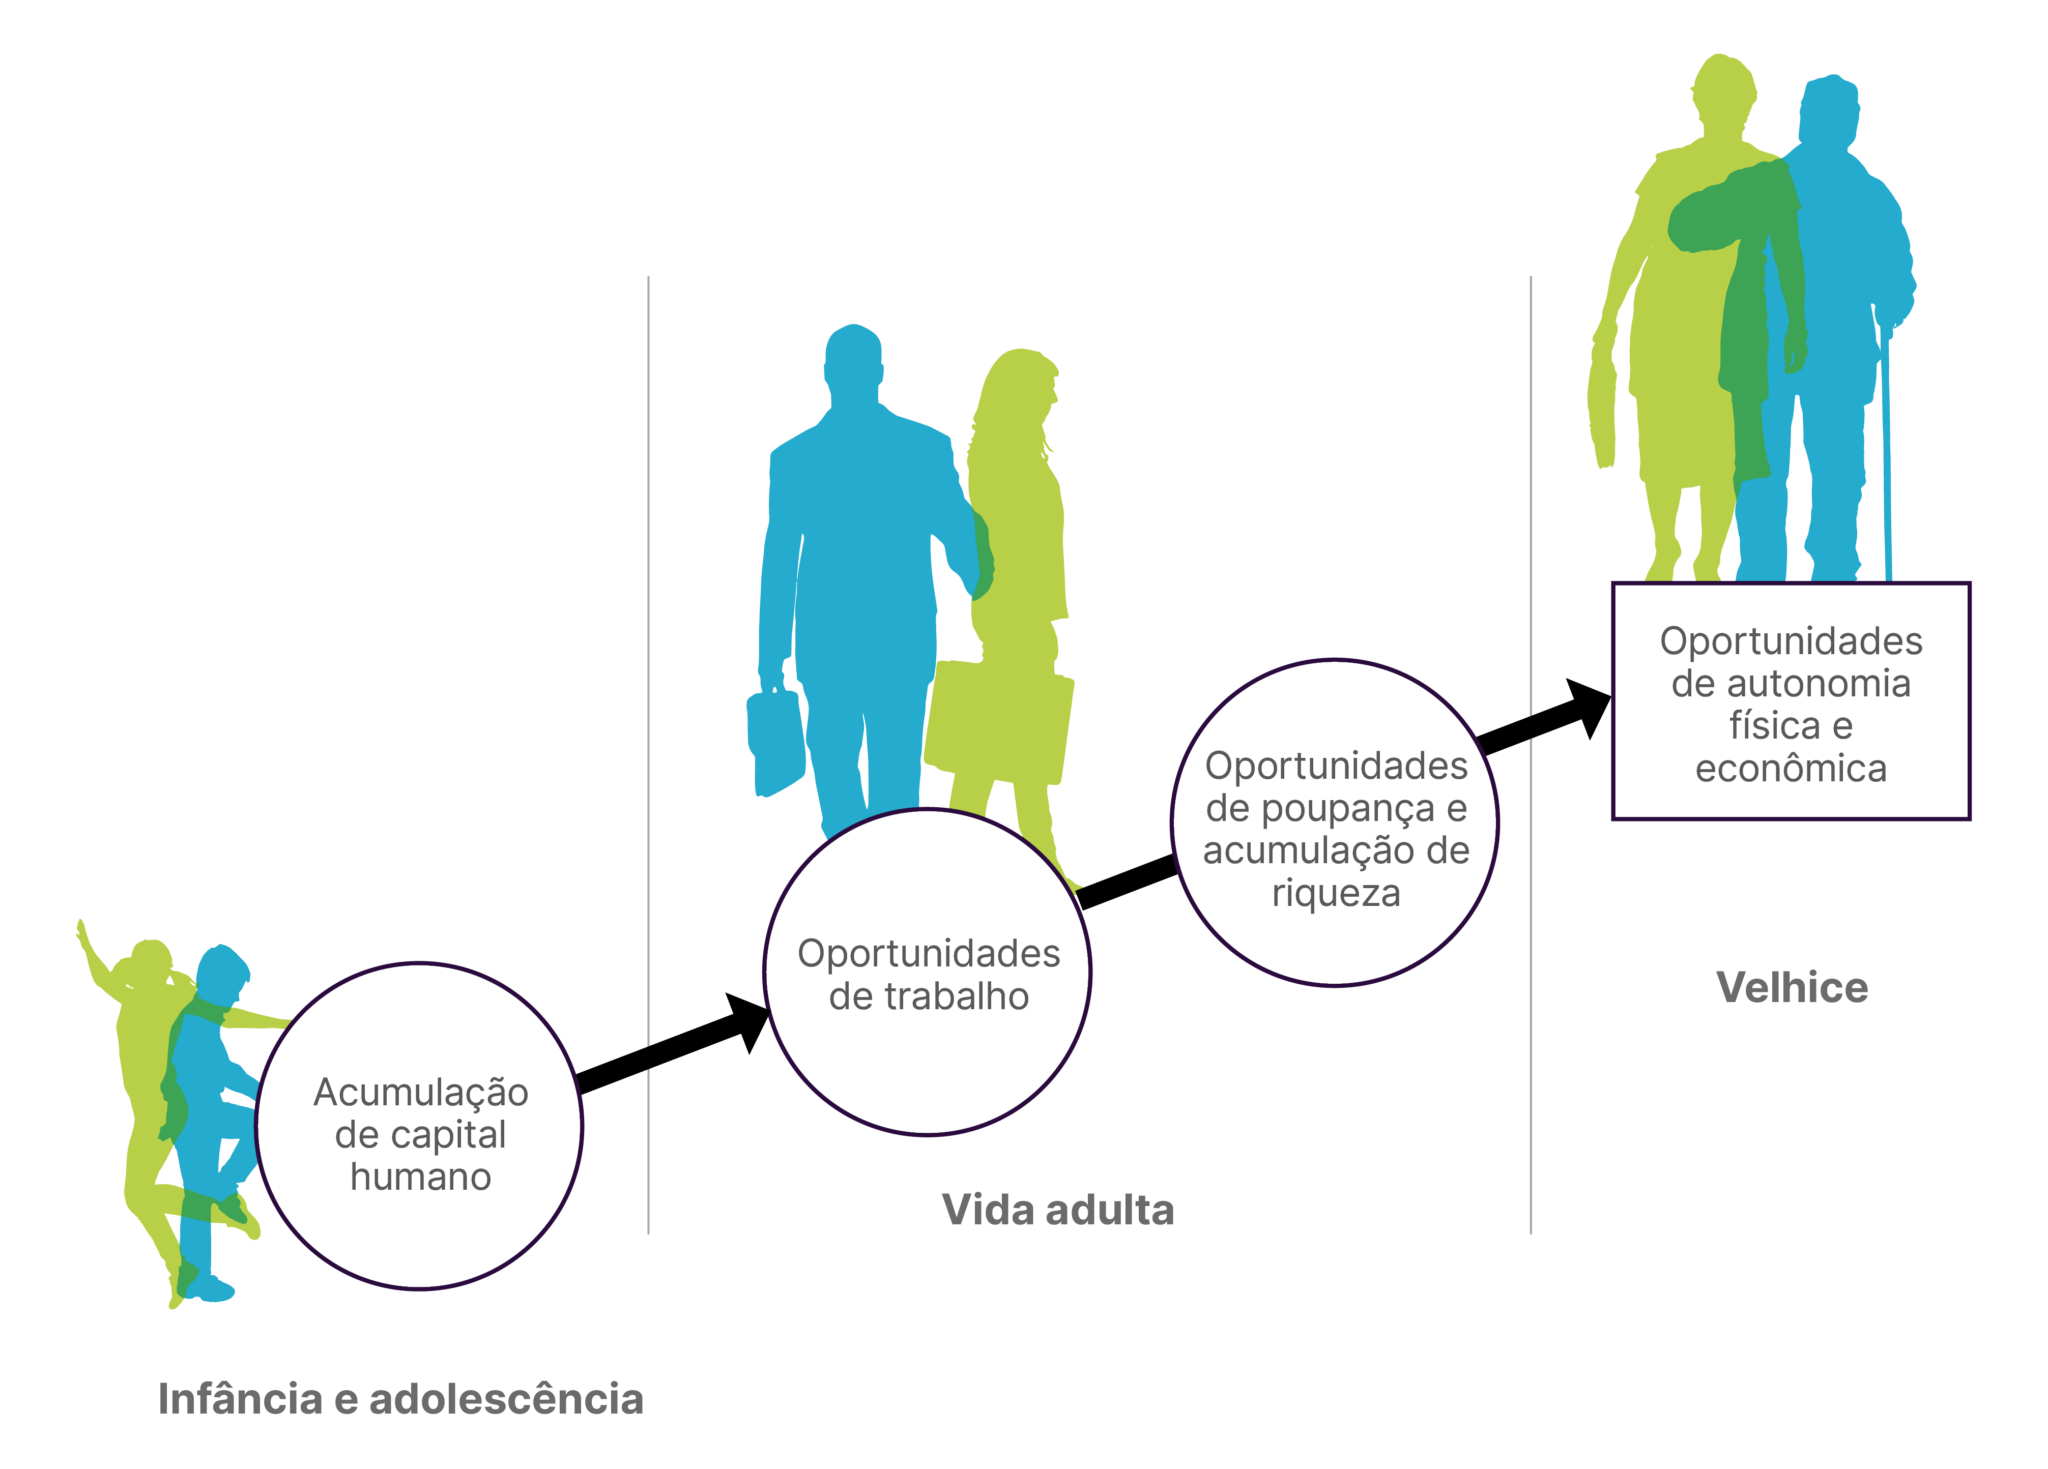 Acumulação
de capital
humano
Infância e adolescência
Oportunidades
de trabalho
Oportunidades
de poupança e
acumulação de
riqueza
Vida adulta
Oportunidades
de autonomia
física e
econômica
Velhice